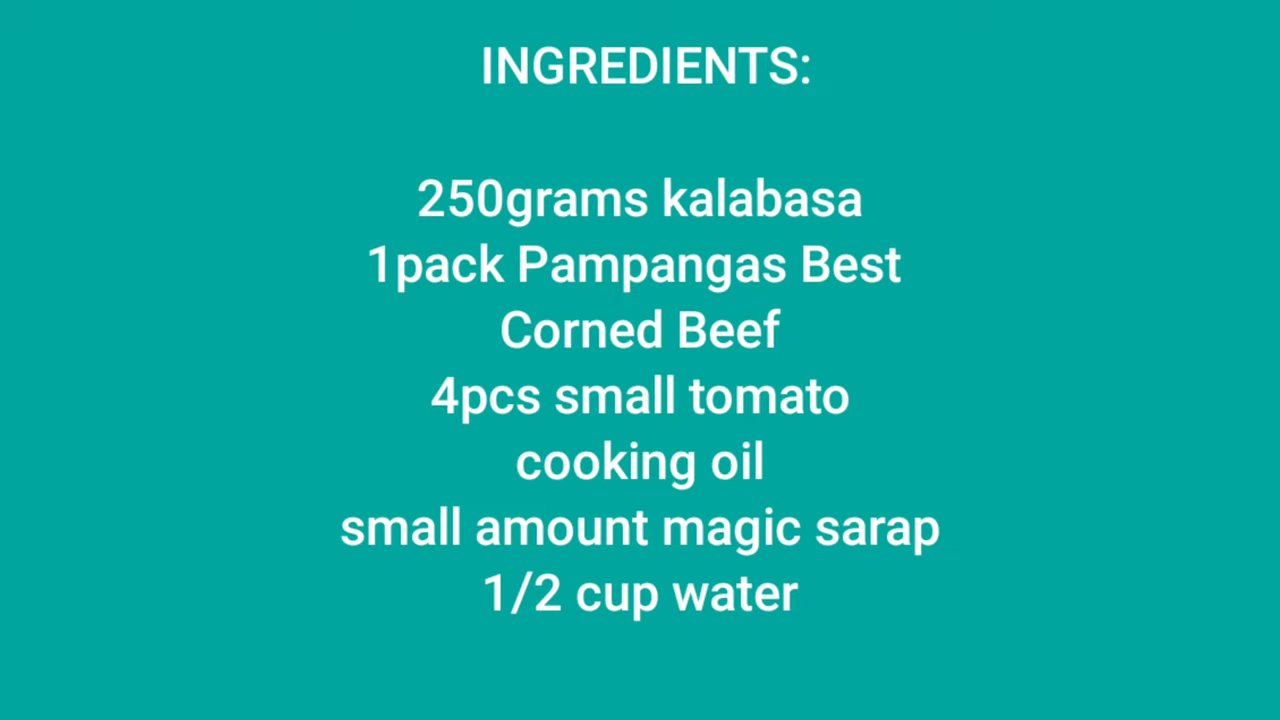 INGREDIENTS:
250grams kalabasa
1pack Pampangas Best
Corned Beef
4pcs small tomato
cooking oil
small amount magic sarap
1/2 cup water